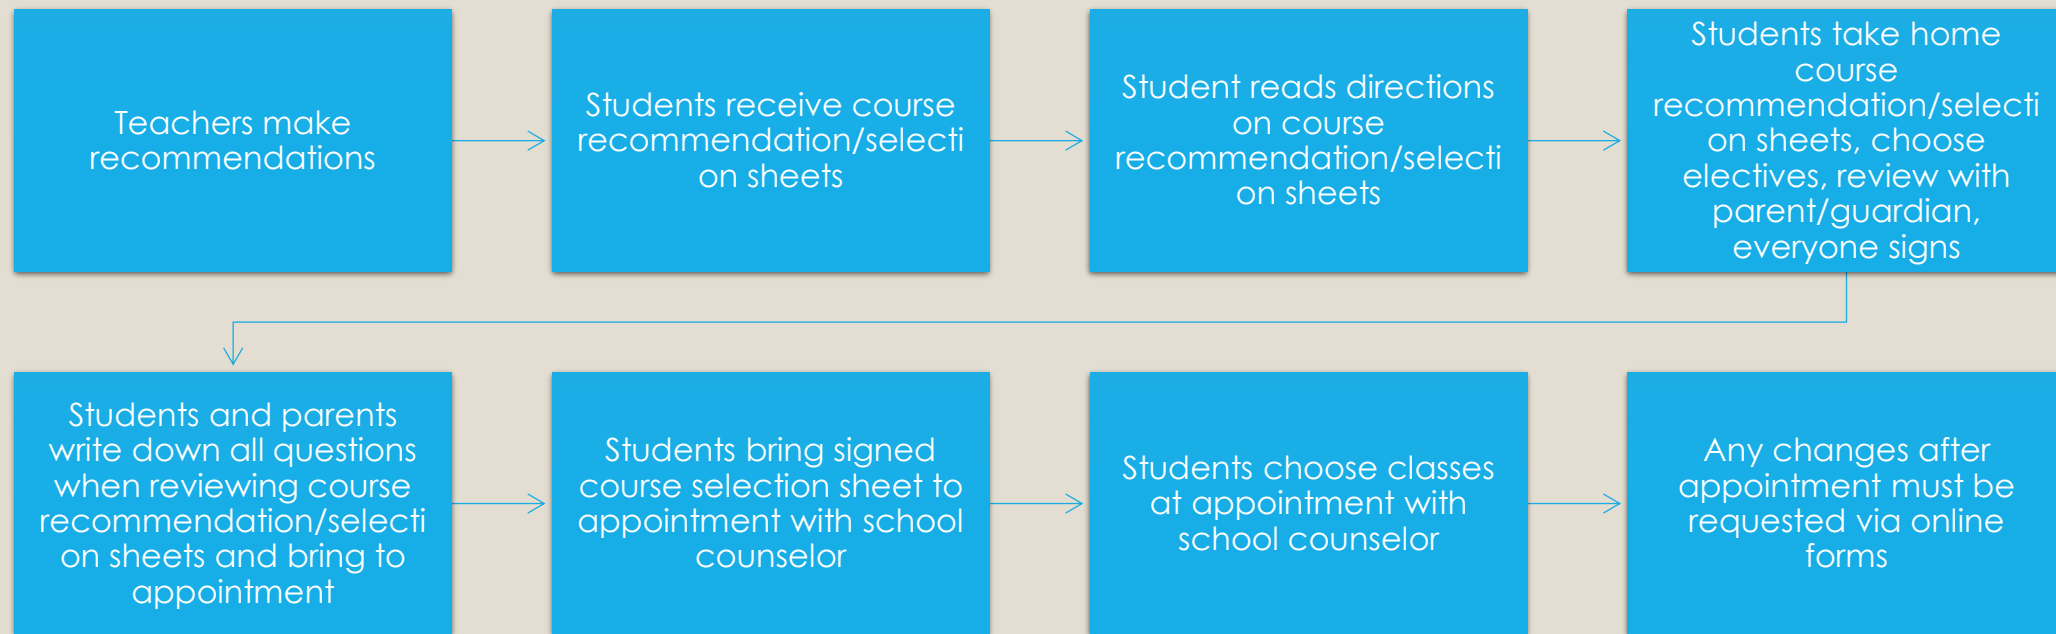 Teachers make
recommendations
Students receive course
recommendation/selecti
on sheets
Student reads directions
on course
recommendation/selecti
on sheets
Students take home
course
recommendation/selecti
on sheets, choose
electives, review with
parent/guardian,
everyone signs
Students and parents
write down all questions
when reviewing course
recommendation/selecti
on sheets and bring to
appointment
Students bring signed
course selection sheet to
appointment with school
counselor
Students choose classes
at appointment with
school counselor
Any changes after
appointment must be
requested via online
forms